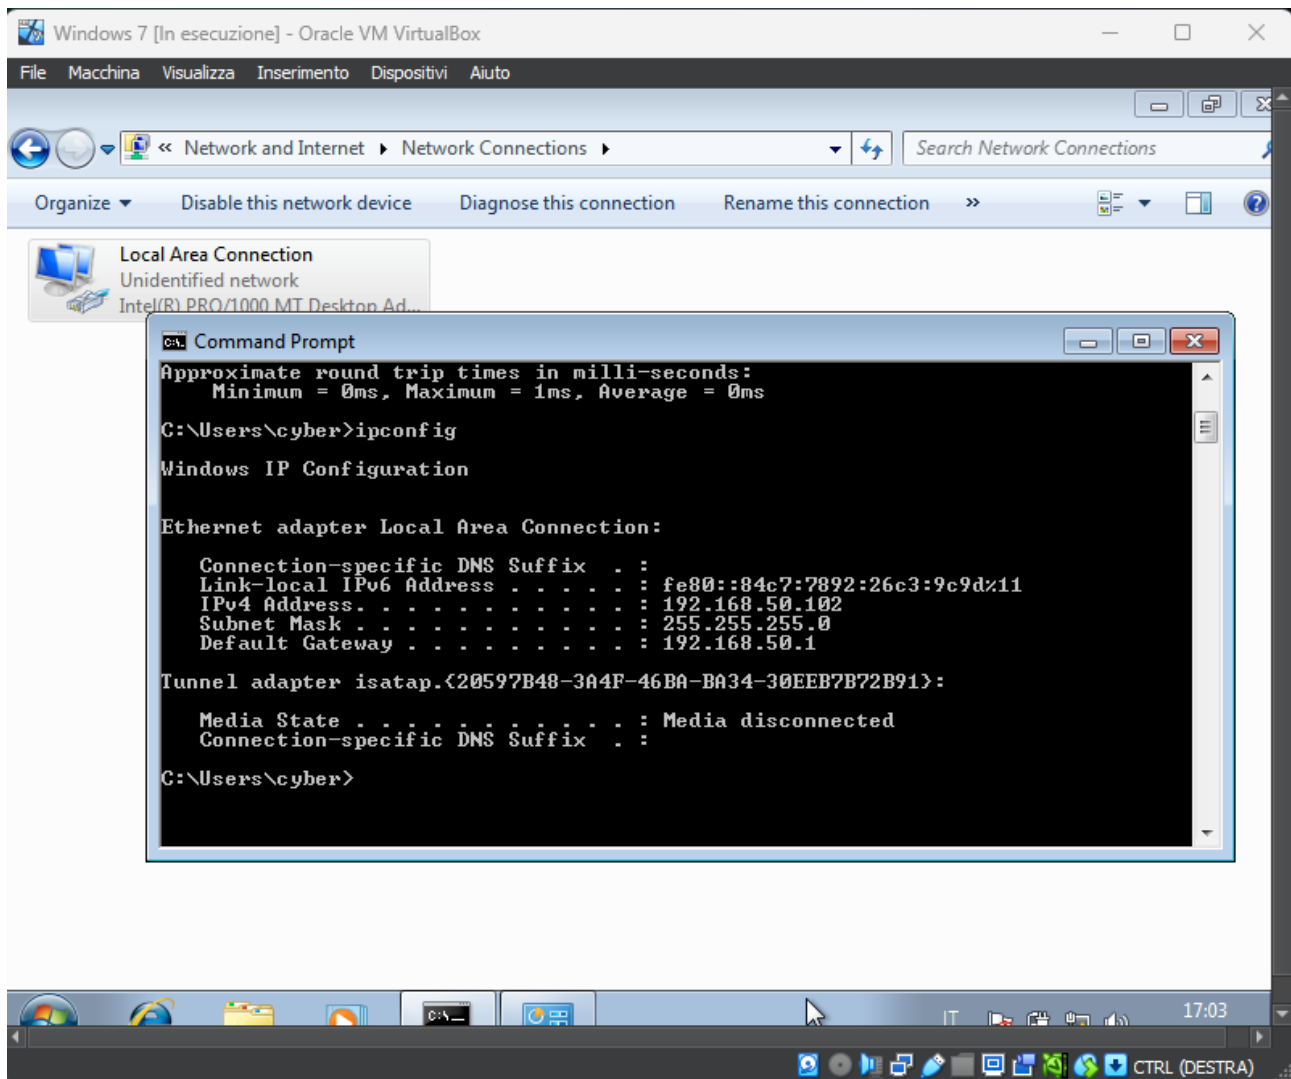 Windows 7 [In esecuzione] - Oracle VM VirtualBox
File Macchina Visualizza Inserimento Dispositivi Aiuto
« Network and Internet Network Connections
Search Network Connections
Organize Disable this network device Diagnose this connection Rename this connection »
Local Area Connection
Unidentified network
Intel(R) PRO/1000 MT Desktop Ad...
C:\. Command Prompt
Approximate round trip times in milli-seconds:
Minimum = 0ms, Maximum = 1ms, Average = 0ms
C:\Users\cyber>ipconfig
Windows IP Configuration
Ethernet adapter Local Area Connection:
Connection-specific DNS Suffix . :
Link-local IPv6 Address . . . . . : fe80::84c7:7892:26c3:9c9d%11
IPv4 Address. . . . . . . . . . . : 192.168.50.102
Subnet Mask . . . . . . . . . . . : 255.255.255.0
Default Gateway . . . . . . . . . : 192.168.50.1
Tunnel adapter isatap.{20597B48-3A4F-46BA-BA34-30EEB7B72B91}:
Media State . . . . . . . . . . . : Media disconnected
Connection-specific DNS Suffix . :
C:\Users\cyber>
C:\_
IT
17:03
CTRL (DESTRA)